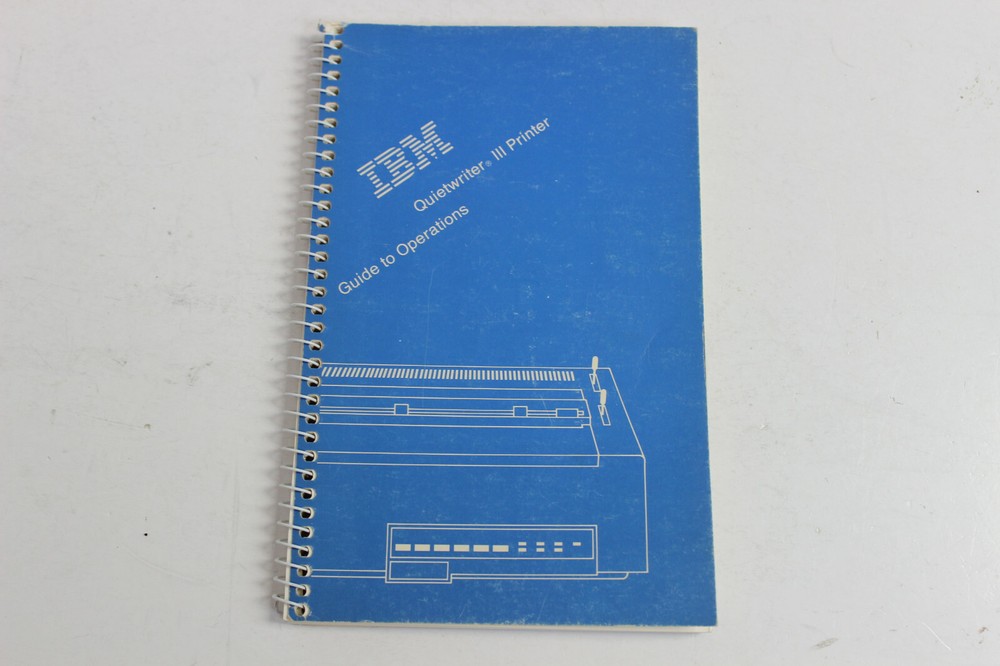 IBM
Quietwriter® III Printer
Guide to Operations